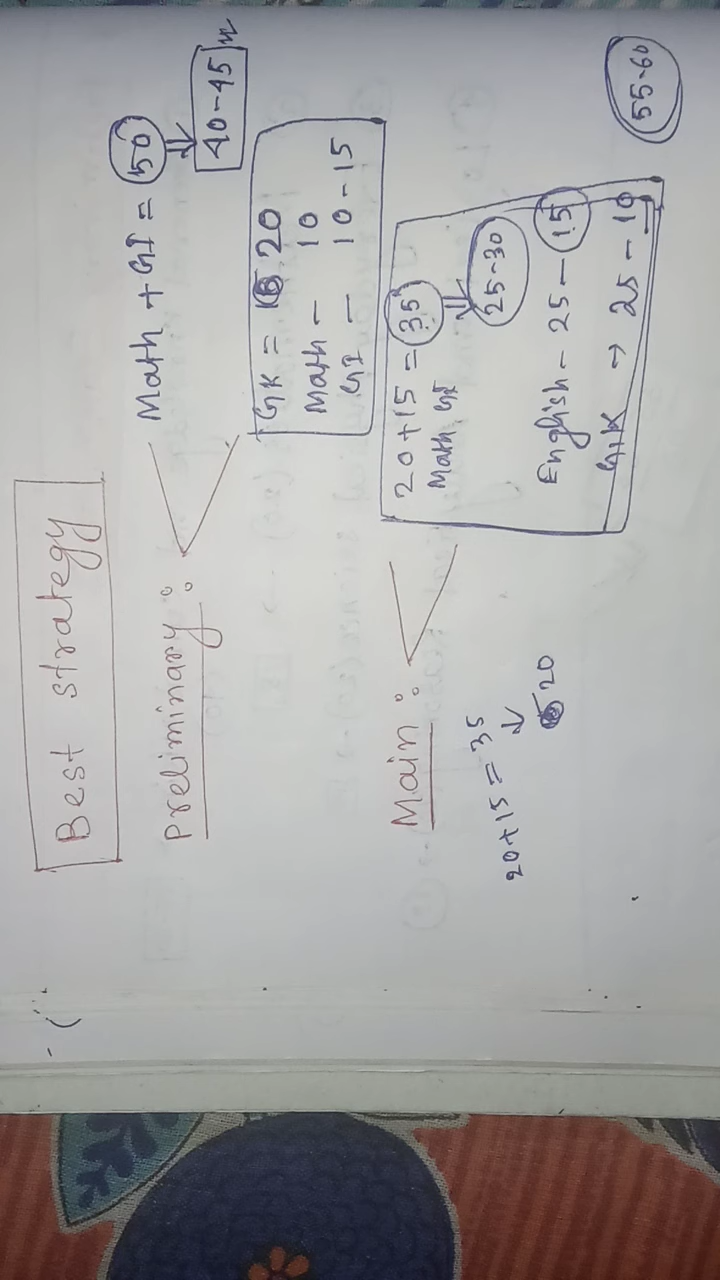 Best strategy
Preliminary :
Math + GI = 50
⇓
40-45
GK = 20
Math - 10
GI - 10-15
Main :
20+15 = 35
Math, GI
⇓
25-30
English - 25 - 15
GK → 25 - 10
55-60
20+15 = 35
↓
20